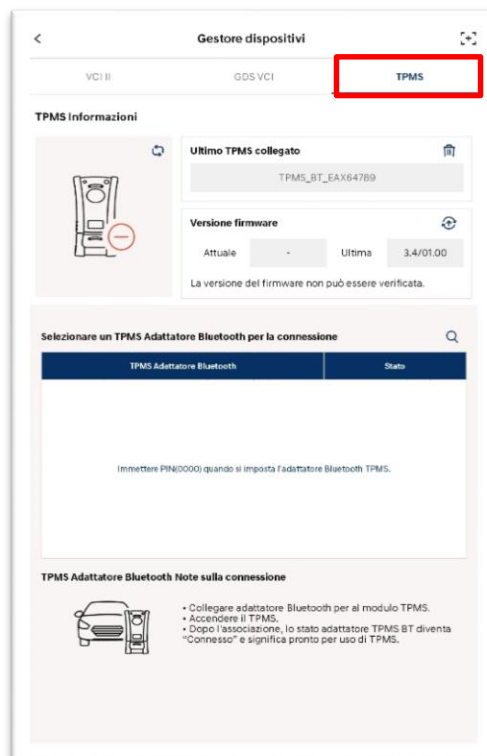 Gestore dispositivi
VCI II
GDS VCI
TPMS
TPMS Informazioni
Ultimo TPMS collegato
TPMS_BT_EAX64789
Versione firmware
Attuale - Ultima 3.4/01.00
La versione del firmware non può essere verificata.
Selezionare un TPMS Adattatore Bluetooth per la connessione
TPMS Adettatore Bluetooth Stato
Immettere PIN(0000) quando si imposta l'adattatore Bluetooth TPMS.
TPMS Adattatore Bluetooth Note sulla connessione
• Collegare adattatore Bluetooth per al modulo TPMS.
• Accendere il TPMS.
• Dopo l'associazione, lo stato adattatore TPMS BT diventa
"Connesso" e significa pronto per uso di TPMS.